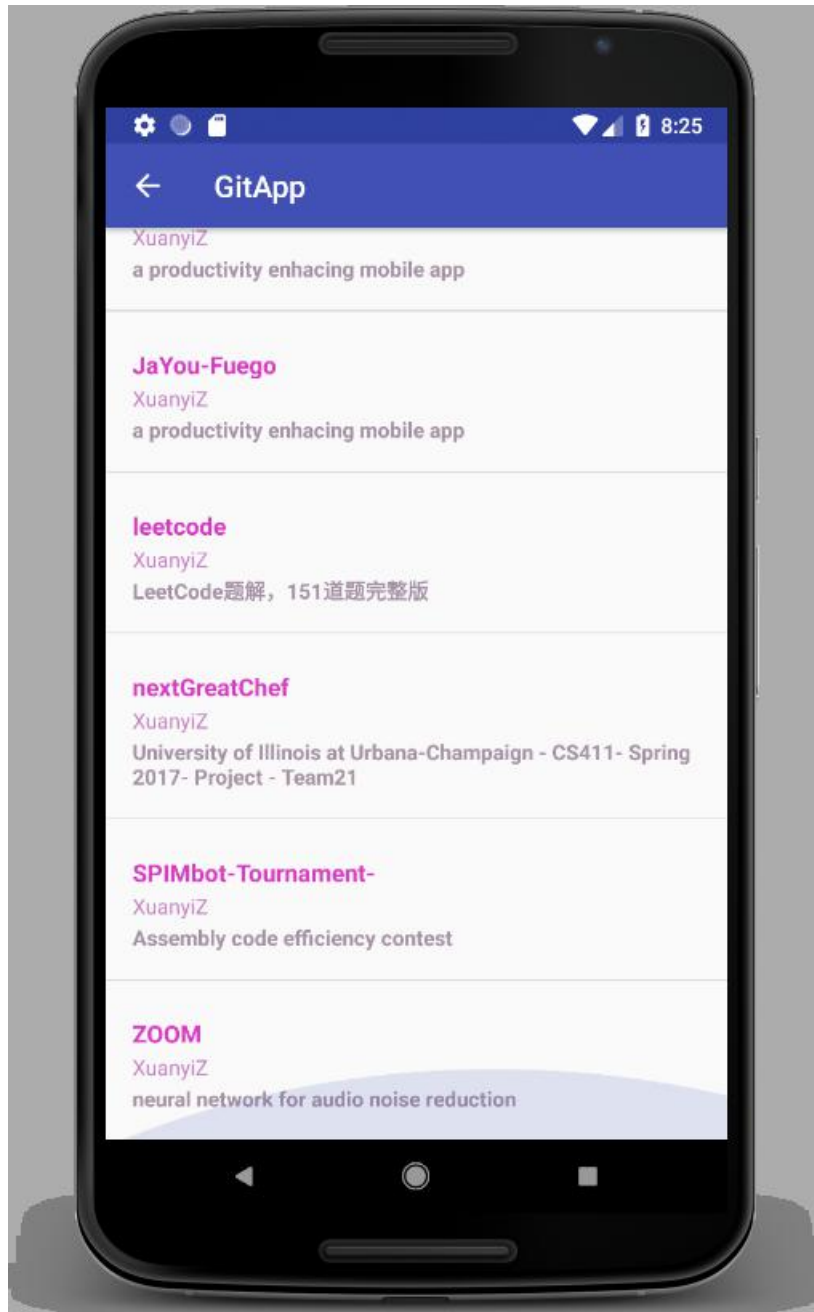 8:25
GitApp
XuanyiZ
a productivity enhacing mobile app
JaYou-Fuego
XuanyiZ
a productivity enhacing mobile app
leetcode
XuanyiZ
LeetCode题解，151道题完整版
nextGreatChef
XuanyiZ
University of Illinois at Urbana-Champaign - CS411- Spring
2017- Project - Team21
SPIMbot-Tournament-
XuanyiZ
Assembly code efficiency contest
ZOOM
XuanyiZ
neural network for audio noise reduction